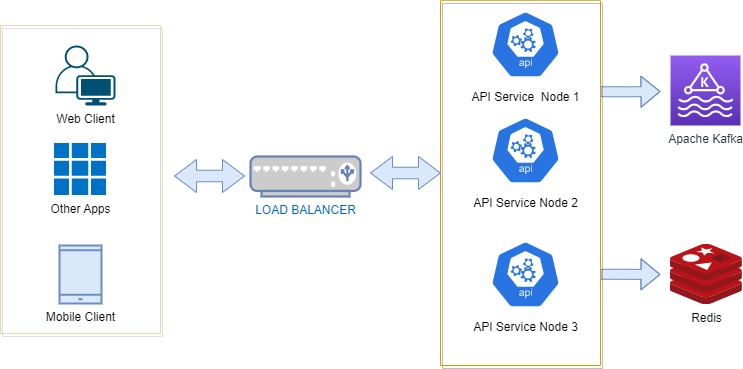 Web Client
Other Apps
Mobile Client
LOAD BALANCER
api
API Service Node 1
api
API Service Node 2
api
API Service Node 3
K
Apache Kafka
Redis